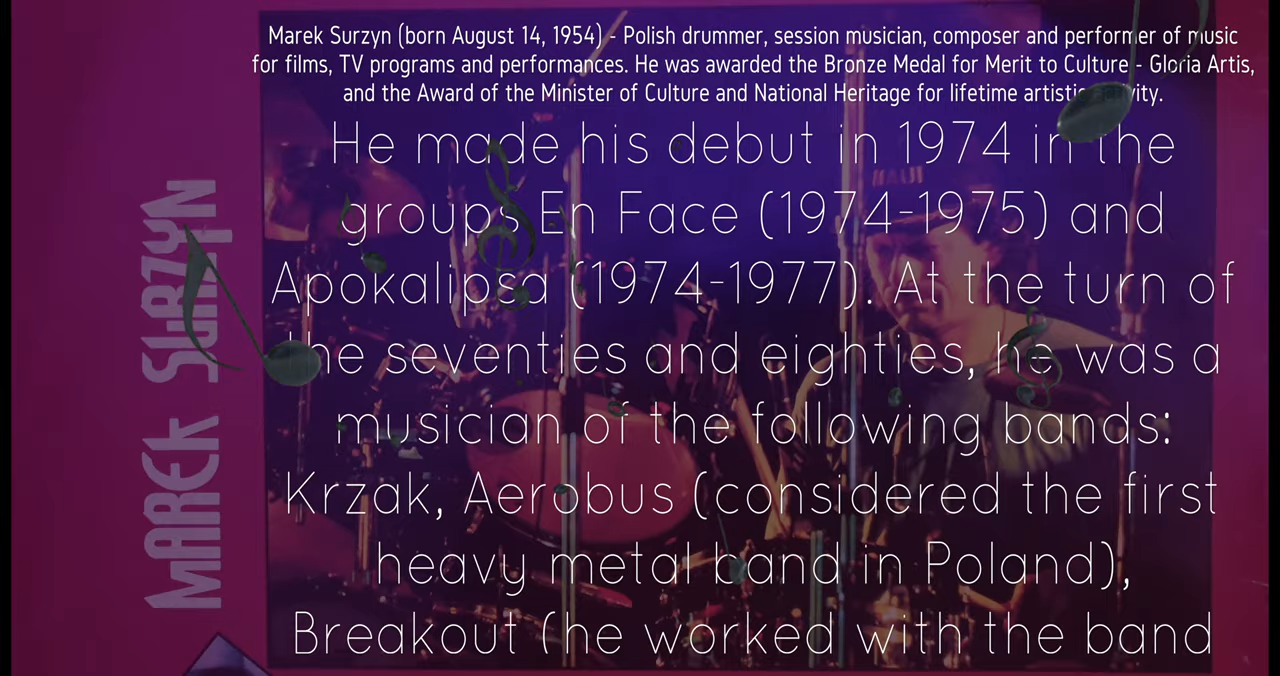 Marek Surzyn (born August 14, 1954) - Polish drummer, session musician, composer and performer of music
for films, TV programs and performances. He was awarded the Bronze Medal for Merit to Culture - Gloria Artis,
and the Award of the Minister of Culture and National Heritage for lifetime artistic
He made his debut in 1974 in the
groups En Face (1974-1975) and
Apokalipsa (1974-1977). At the turn of
the seventies and eighties, he was a
musician of the following bands:
Krzak, Aerobus (considered the first
heavy metal band in Poland),
Breakout (he worked with the band
MAREK SURZYN